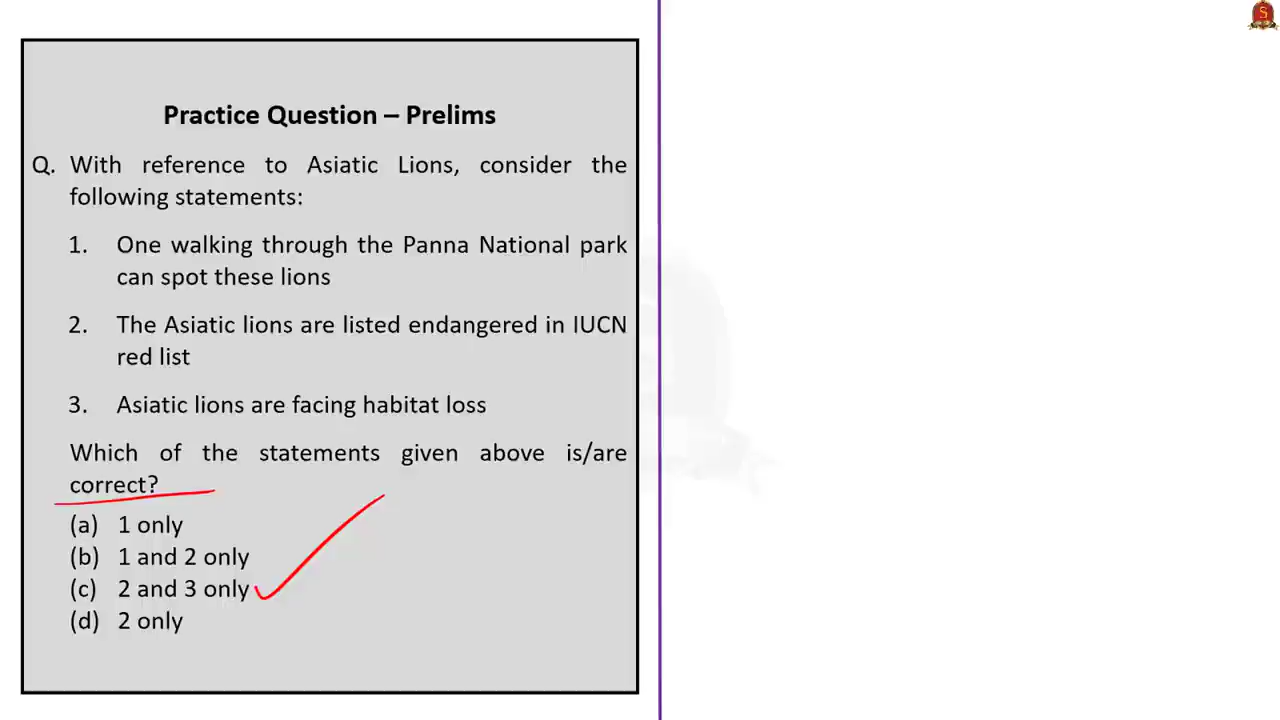 Practice Question – Prelims
Q. With reference to Asiatic Lions, consider the
following statements:
1. One walking through the Panna National park
can spot these lions
2. The Asiatic lions are listed endangered in IUCN
red list
3. Asiatic lions are facing habitat loss
Which of the statements given above is/are
correct?
(a) 1 only
(b) 1 and 2 only
(c) 2 and 3 only
(d) 2 only
S